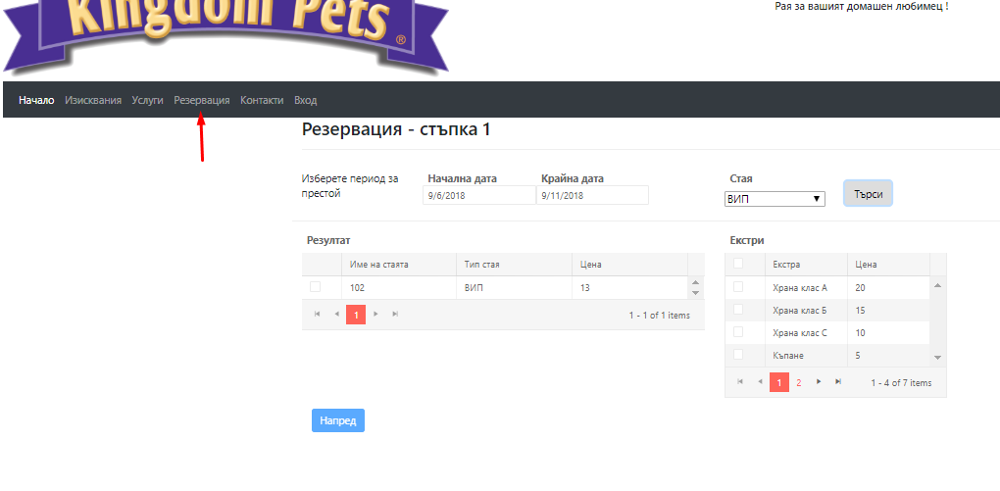 Kingdom Pets®
Рая за вашият домашен любимец !
Начало Изисквания Услуги Резервация Контакти Вход
Резервация - стъпка 1
Изберете период за престой
Начална дата Крайна дата
9/6/2018 9/11/2018
Стая
ВИП
Търси
Резултат
Име на стаята Тип стая Цена
102 ВИП 13
1
1 - 1 of 1 items
Екстри
Екстра Цена
Храна клас А 20
Храна клас Б 15
Храна клас С 10
Къпане 5
1 2
1 - 4 of 7 items
Напред